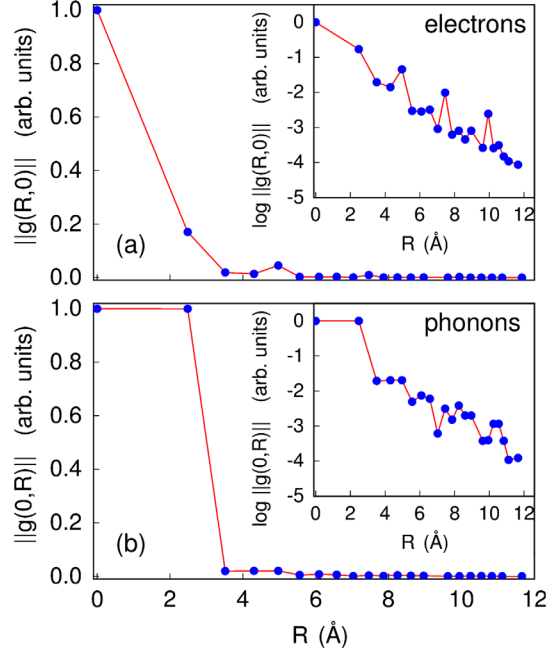 1.0
0.8
0.6
0.4
0.2
0.0
||g(R,0)|| (arb. units)
(a)
electrons
0
-1
-2
-3
-4
-5
log ||g(R,0)|| (arb. units)
0 2 4 6 8 10 12
R (Å)
1.0
0.8
0.6
0.4
0.2
0.0
||g(0,R)|| (arb. units)
(b)
phonons
0
-1
-2
-3
-4
-5
log ||g(0,R)|| (arb. units)
0 2 4 6 8 10 12
R (Å)
0 2 4 6 8 10 12
R (Å)